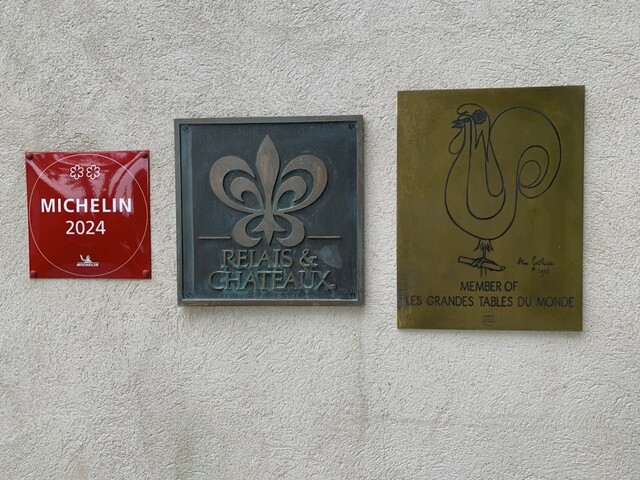 MICHELIN
2024
MICHELIN
RELAIS &
CHATEAUX
MEMBER OF
LES GRANDES TABLES DU MONDE